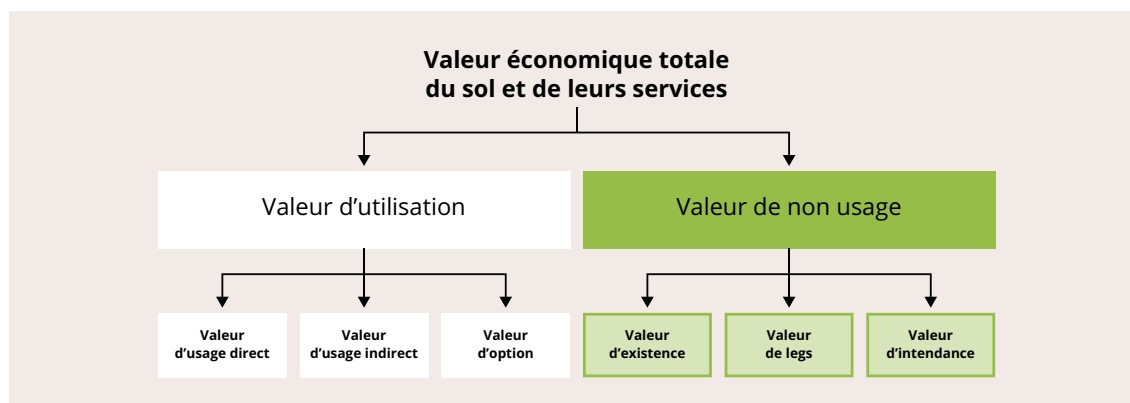 Valeur économique totale
du sol et de leurs services
Valeur d’utilisation
Valeur de non usage
Valeur
d’usage direct
Valeur
d’usage indirect
Valeur
d’option
Valeur
d’existence
Valeur
de legs
Valeur
d’intendance